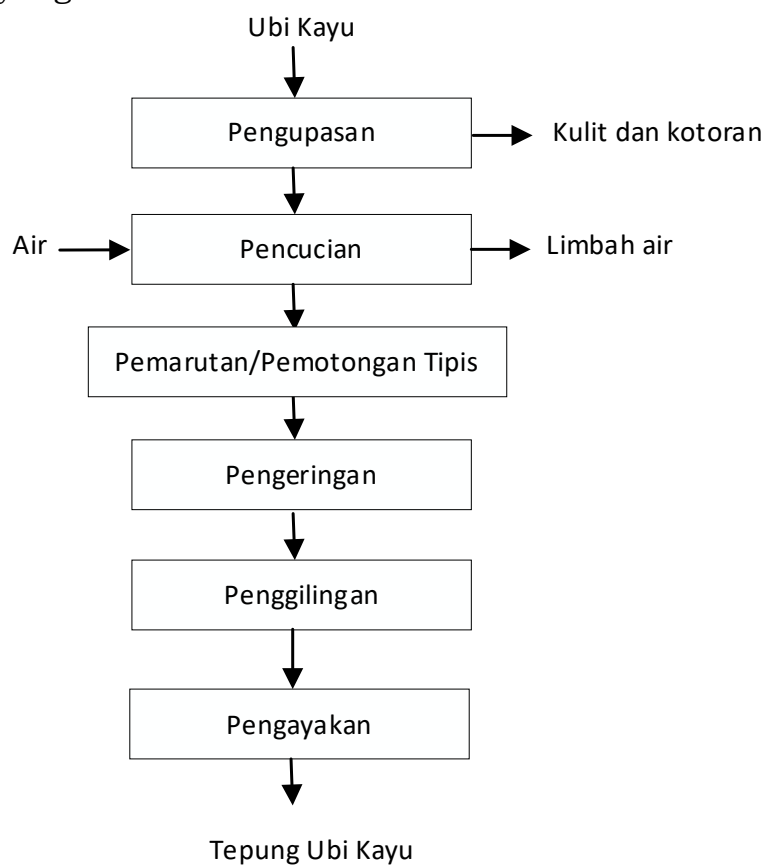 Ubi Kayu
Pengupasan
Kulit dan kotoran
Air
Pencucian
Limbah air
Pemarutan/Pemotongan Tipis
Pengeringan
Penggilingan
Pengayakan
Tepung Ubi Kayu